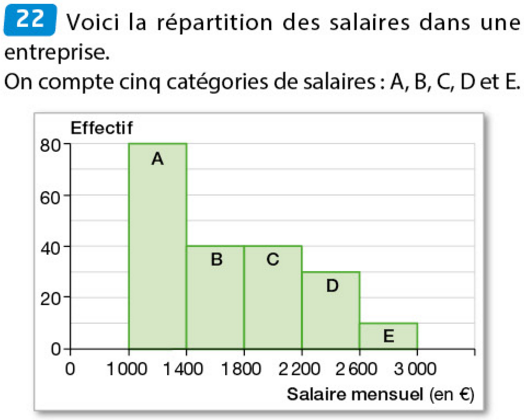 22 Voici la répartition des salaires dans une
entreprise.
On compte cinq catégories de salaires : A, B, C, D et E.
Effectif
80
A
60
40
B C
D
20
E
0
0 1 000 1 400 1 800 2 200 2 600 3 000
Salaire mensuel (en €)